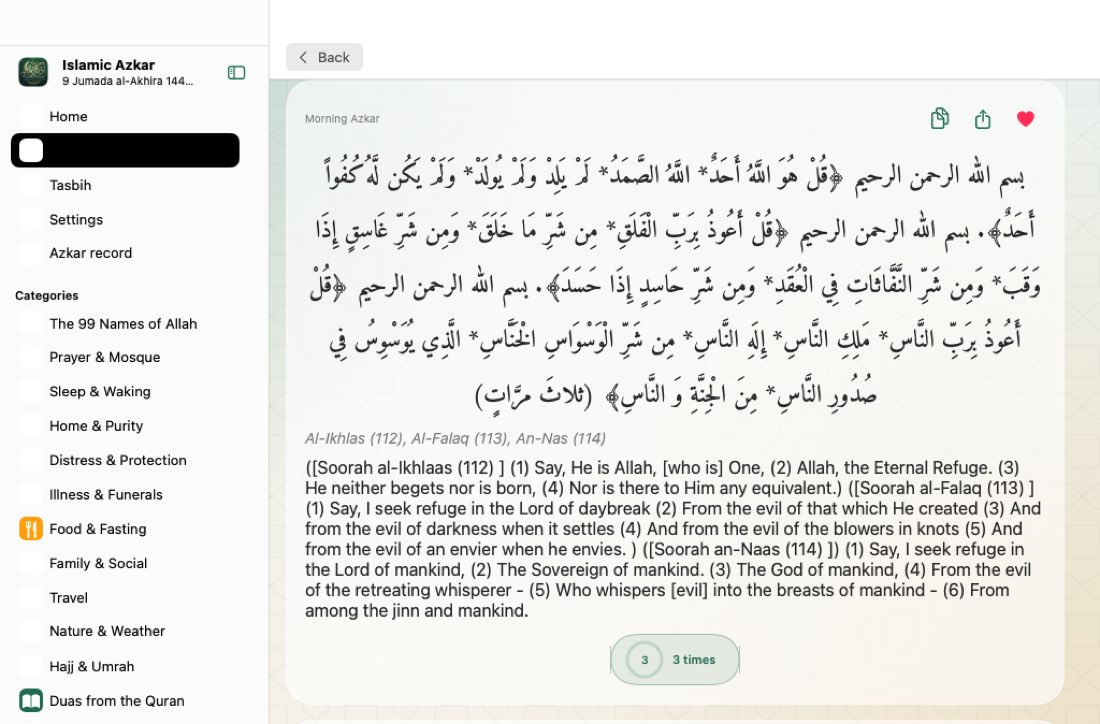 Islamic Azkar
9 Jumada al-Akhira 144...
Home
Tasbih
Settings
Azkar record
Categories
The 99 Names of Allah
Prayer & Mosque
Sleep & Waking
Home & Purity
Distress & Protection
Illness & Funerals
Food & Fasting
Family & Social
Travel
Nature & Weather
Hajj & Umrah
Duas from the Quran
Back
Morning Azkar
بسم الله الرحمن الرحيم ﴿قُلْ هُوَ اللَّهُ أَحَدٌ* اللَّهُ الصَّمَدُ* لَمْ يَلِدْ وَلَمْ يُولَدْ* وَلَمْ يَكُن لَّهُ كُفُواً
أَحَدٌ﴾. بسم الله الرحمن الرحيم ﴿قُلْ أَعُوذُ بِرَبِّ الْفَلَقِ* مِن شَرِّ مَا خَلَقَ* وَمِن شَرِّ غَاسِقٍ إِذَا
وَقَبَ* وَمِن شَرِّ النَّفَّاثَاتِ فِي الْعُقَدِ* وَمِن شَرِّ حَاسِدٍ إِذَا حَسَدَ﴾. بسم الله الرحمن الرحيم ﴿قُلْ
أَعُوذُ بِرَبِّ النَّاسِ* مَلِكِ النَّاسِ* إِلَهِ النَّاسِ* مِن شَرِّ الْوَسْوَاسِ الْخَنَّاسِ* الَّذِي يُوَسْوِسُ فِي
صُدُورِ النَّاسِ* مِنَ الْجِنَّةِ وَ النَّاسِ﴾ (ثلاثَ مرَّاتٍ)
Al-Ikhlas (112), Al-Falaq (113), An-Nas (114)
([Soorah al-Ikhlaas (112) ] (1) Say, He is Allah, [who is] One, (2) Allah, the Eternal Refuge. (3)
He neither begets nor is born, (4) Nor is there to Him any equivalent.) ([Soorah al-Falaq (113) ]
(1) Say, I seek refuge in the Lord of daybreak (2) From the evil of that which He created (3) And
from the evil of darkness when it settles (4) And from the evil of the blowers in knots (5) And
from the evil of an envier when he envies. ) ([Soorah an-Naas (114) ]) (1) Say, I seek refuge in
the Lord of mankind, (2) The Sovereign of mankind. (3) The God of mankind, (4) From the evil
of the retreating whisperer - (5) Who whispers [evil] into the breasts of mankind - (6) From
among the jinn and mankind.
3 3 times